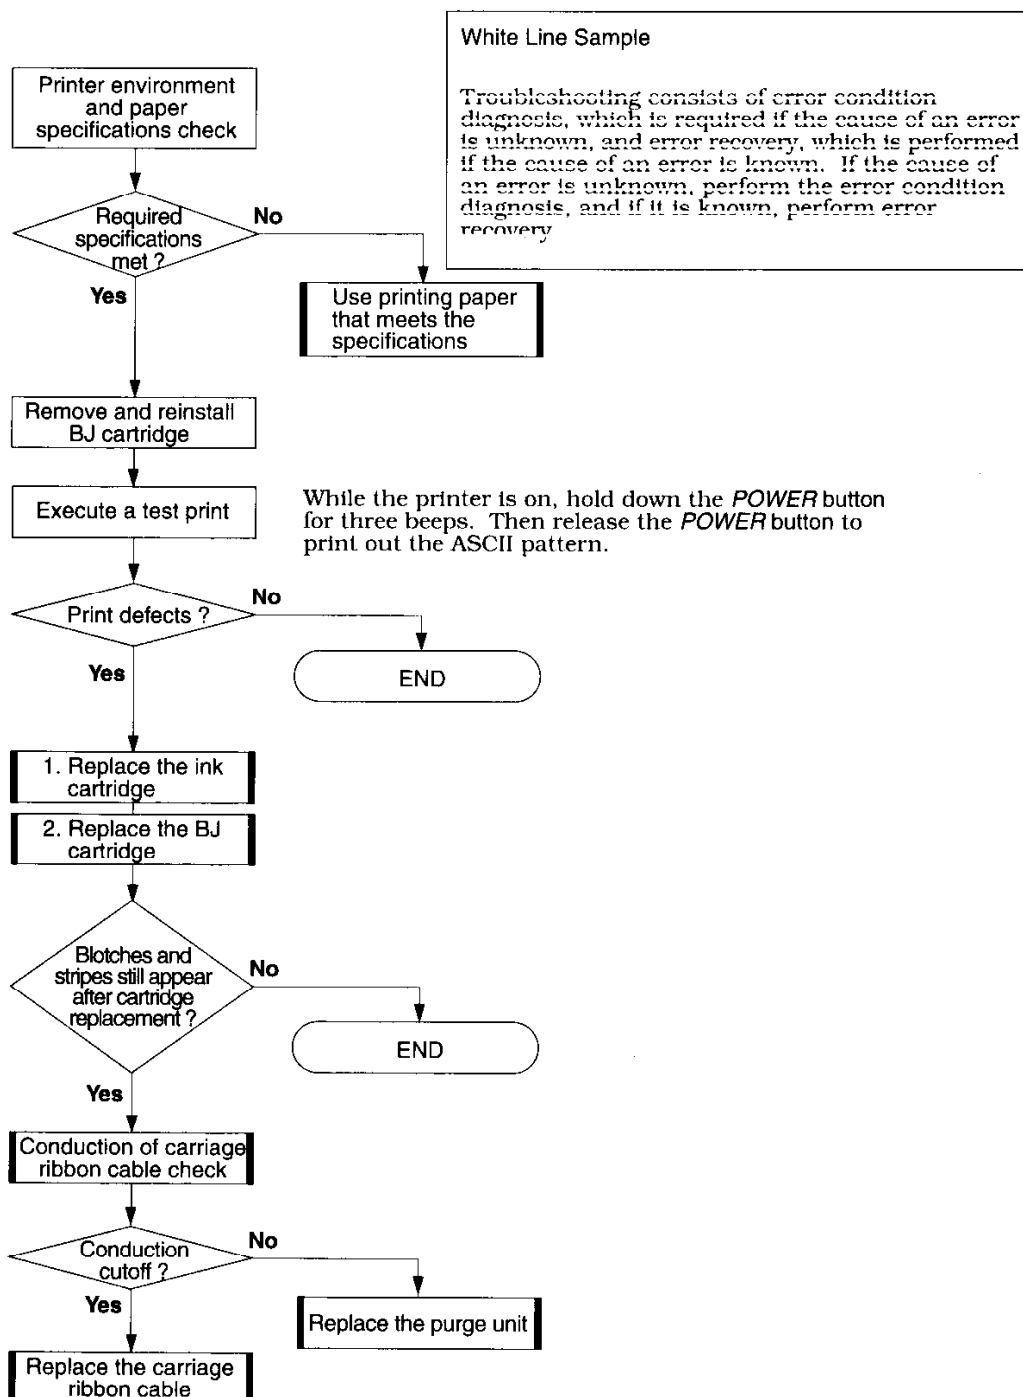 White Line Sample
Troubleshooting consists of error condition
diagnosis, which is required if the cause of an error
is unknown, and error recovery, which is performed
if the cause of an error is known. If the cause of
an error is unknown, perform the error condition
diagnosis, and if it is known, perform error
recovery
Printer environment
and paper
specifications check
Required
specifications
met ?
No
Yes
Use printing paper
that meets the
specifications
Remove and reinstall
BJ cartridge
Execute a test print
While the printer is on, hold down the POWER button
for three beeps. Then release the POWER button to
print out the ASCII pattern.
Print defects ?
No
Yes
END
1. Replace the ink
cartridge
2. Replace the BJ
cartridge
Blotches and
stripes still appear
after cartridge
replacement ?
No
END
Yes
Conduction of carriage
ribbon cable check
Conduction
cutoff ?
No
Yes
Replace the purge unit
Replace the carriage
ribbon cable